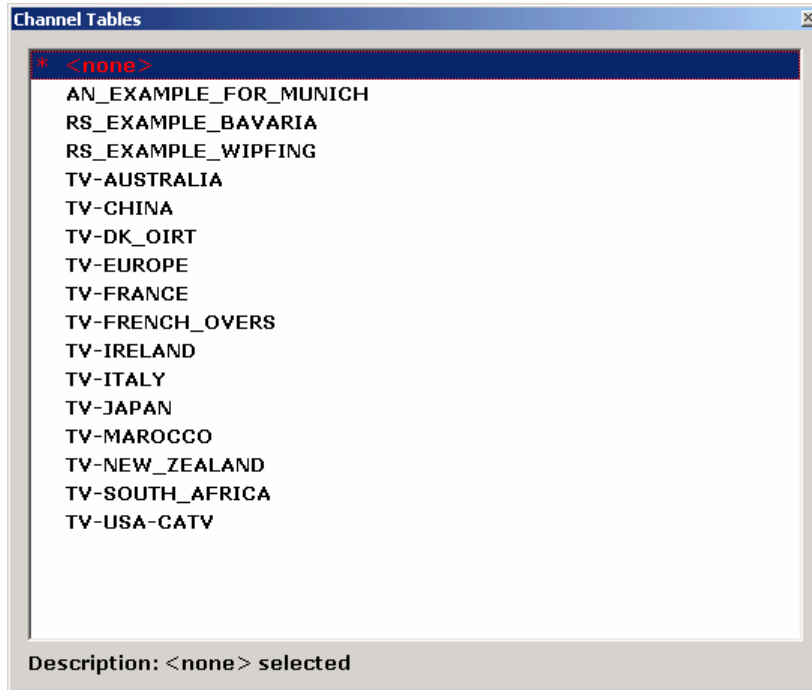 Channel Tables
* <none>
AN_EXAMPLE_FOR_MUNICH
RS_EXAMPLE_BAVARIA
RS_EXAMPLE_WIPFING
TV-AUSTRALIA
TV-CHINA
TV-DK_OIRT
TV-EUROPE
TV-FRANCE
TV-FRENCH_OVERS
TV-IRELAND
TV-ITALY
TV-JAPAN
TV-MAROCCO
TV-NEW_ZEALAND
TV-SOUTH_AFRICA
TV-USA-CATV
Description: <none> selected